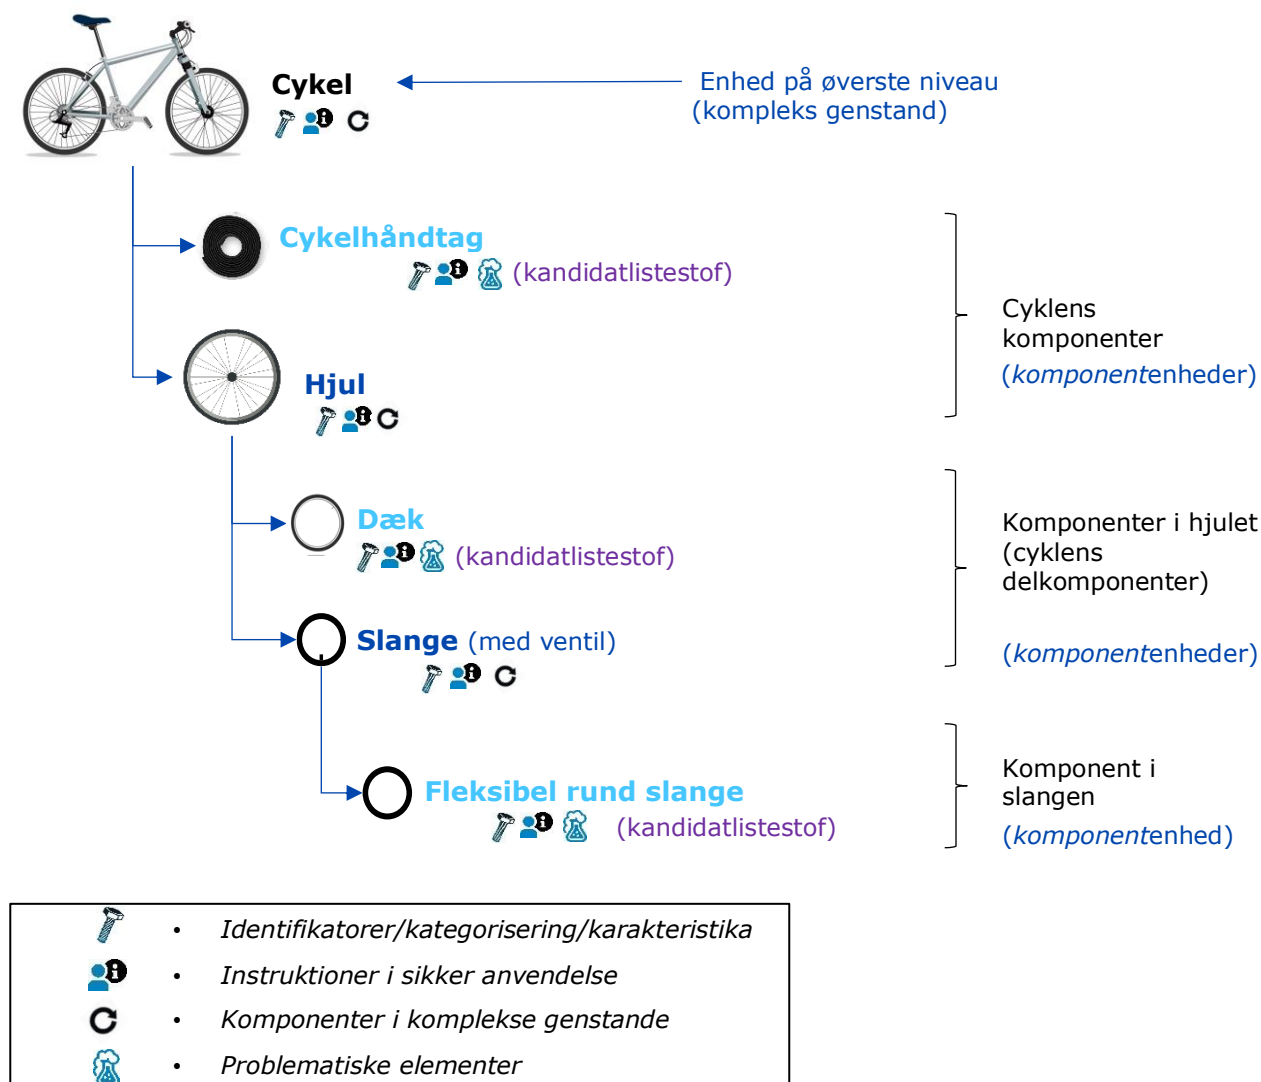 Cykel
Enhed på øverste niveau
(kompleks genstand)
Cykelhåndtag
(kandidatlistestof)
Cyklens
komponenter
(komponentenheder)
Hjul
Dæk
(kandidatlistestof)
Komponenter i hjulet
(cyklens
delkomponenter)
Slange (med ventil)
(komponentenheder)
Fleksibel rund slange
(kandidatlistestof)
Komponent i
slangen
(komponentenhed)
• Identifikatorer/kategorisering/karakteristika
• Instruktioner i sikker anvendelse
• Komponenter i komplekse genstande
• Problematiske elementer